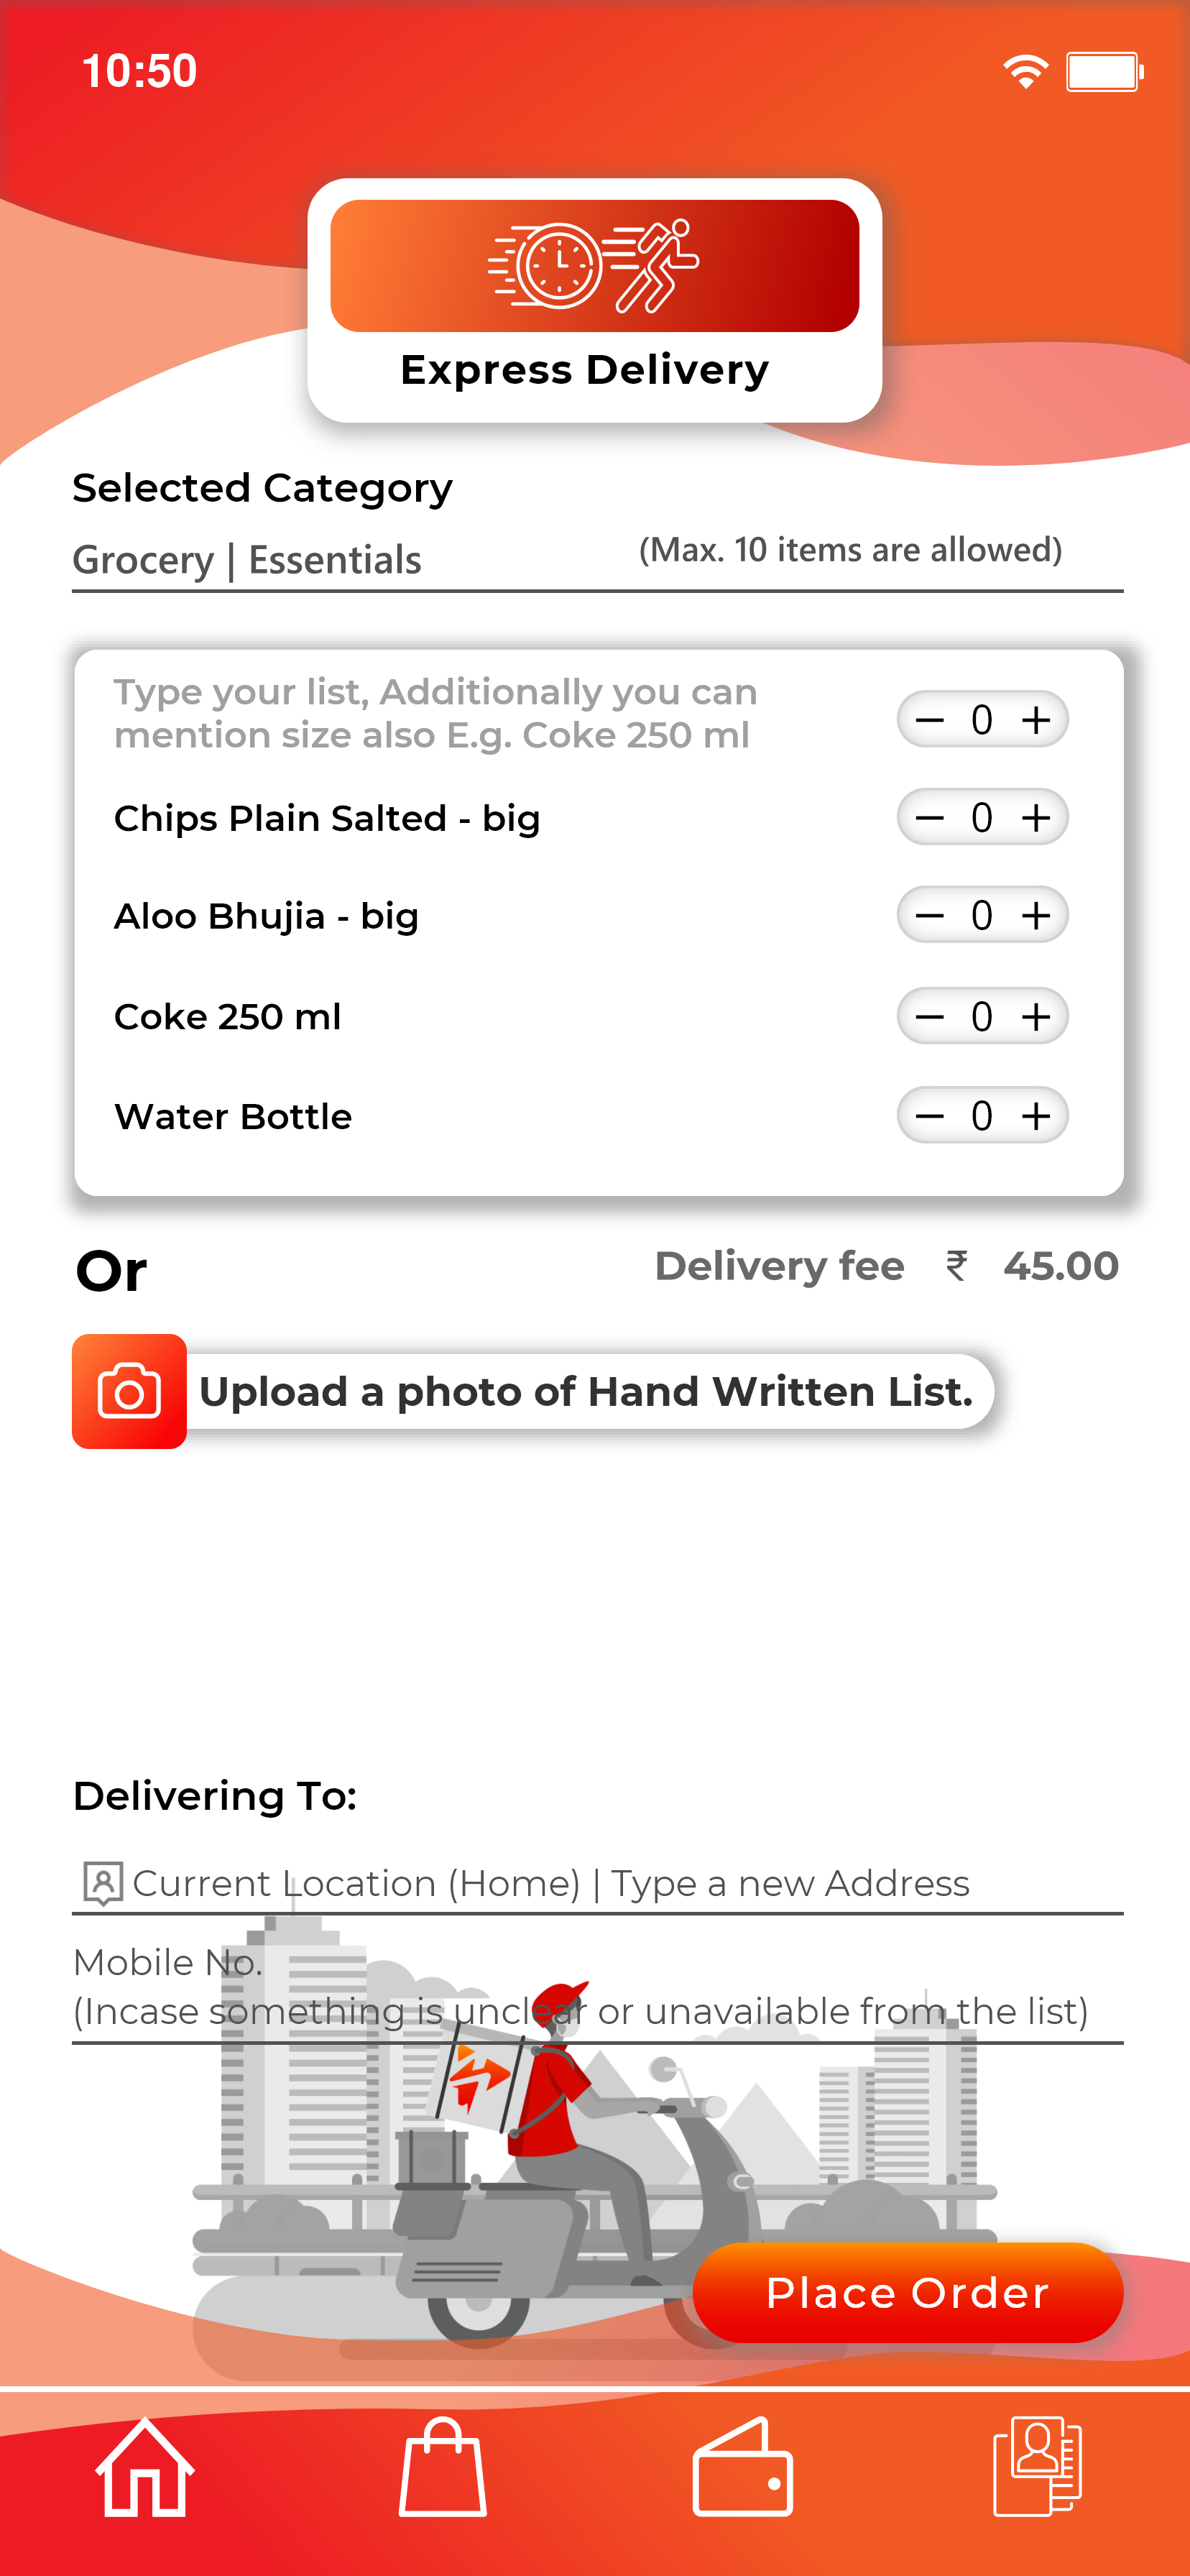 10:50
Express Delivery
Selected Category
Grocery | Essentials (Max. 10 items are allowed)
Type your list, Additionally you can
mention size also E.g. Coke 250 ml
— 0 +
Chips Plain Salted - big — 0 +
Aloo Bhujia - big — 0 +
Coke 250 ml — 0 +
Water Bottle — 0 +
Or Delivery fee ₹ 45.00
Upload a photo of Hand Written List.
Delivering To:
Current Location (Home) | Type a new Address
Mobile No.
(Incase something is unclear or unavailable from the list)
Place Order